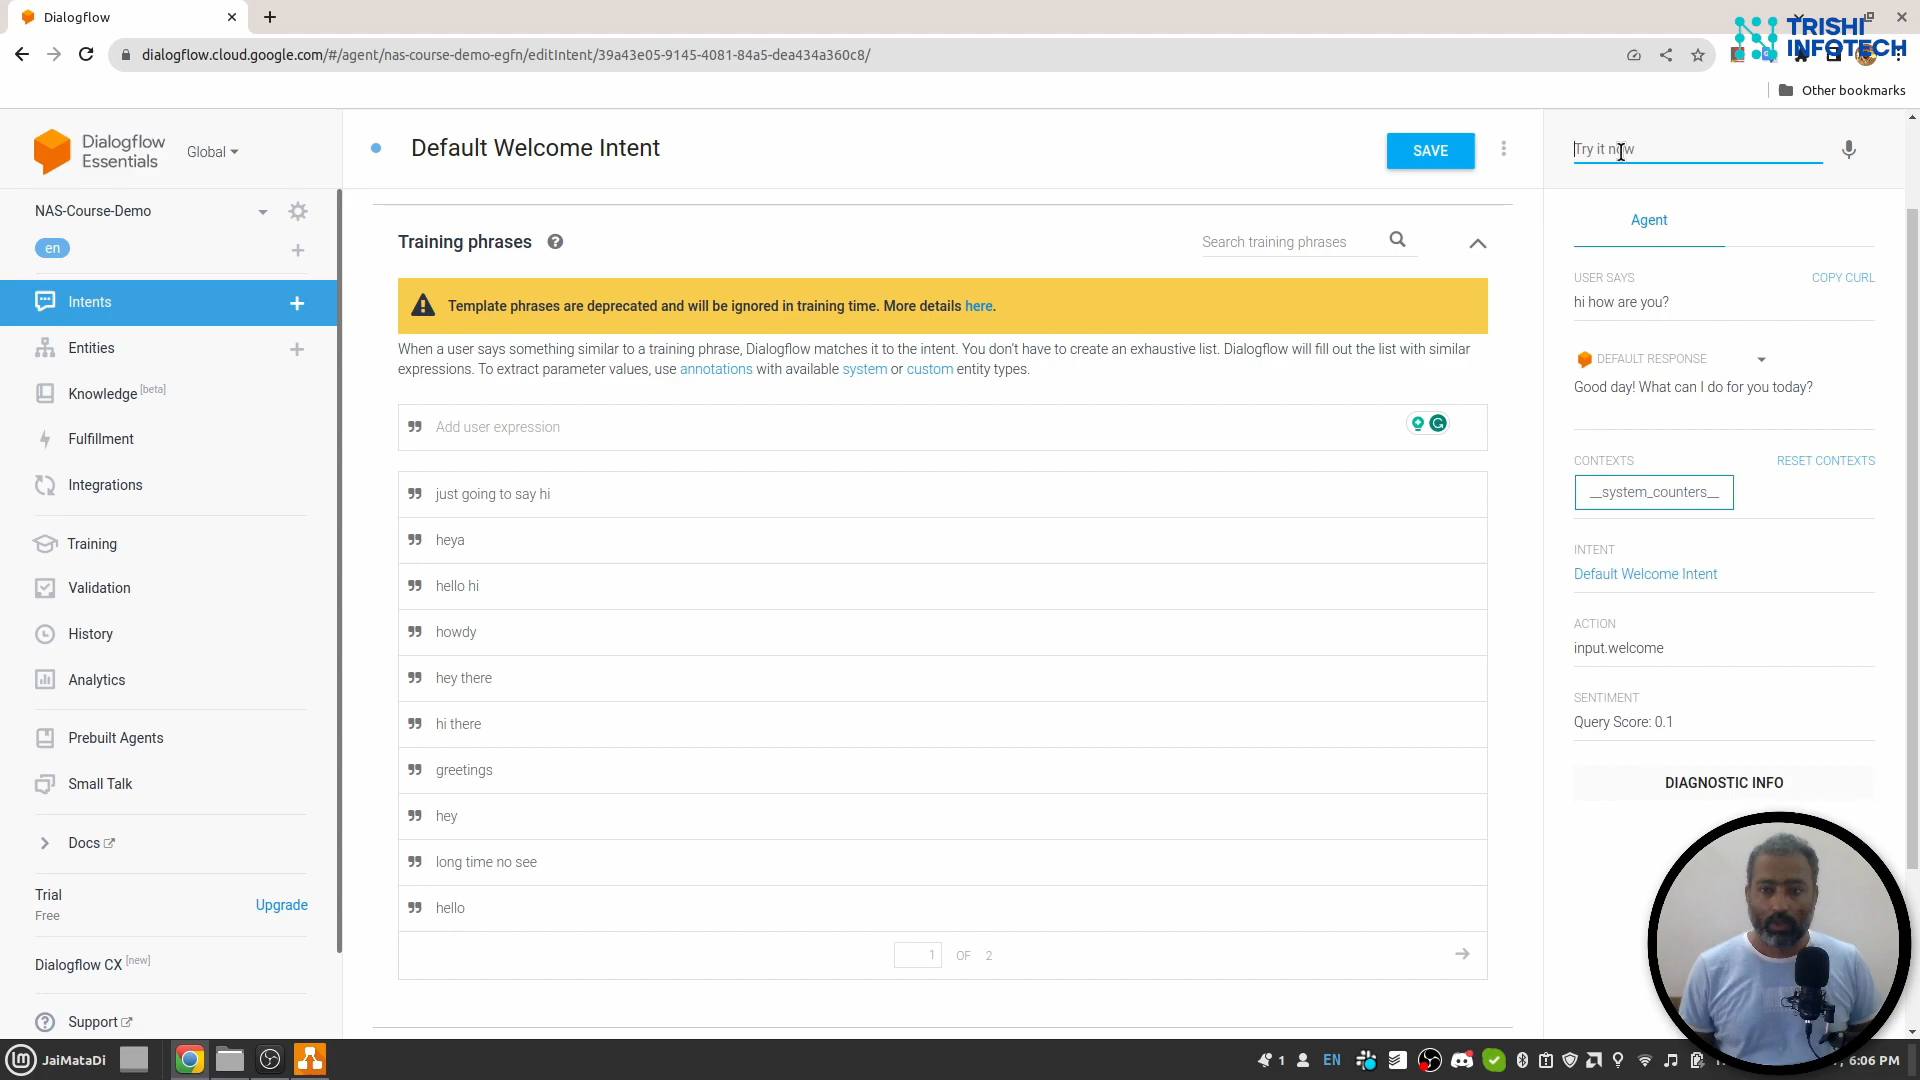 Dialogflow
dialogflow.cloud.google.com/#/agent/nas-course-demo-egfn/editIntent/39a43e05-9145-4081-84a5-dea434a360c8/
TRISHI
INFOTECH
Other bookmarks
Dialogflow
Essentials
Global
Default Welcome Intent
SAVE
Try it now
NAS-Course-Demo
en
Intents
Entities
Knowledge [beta]
Fulfillment
Integrations
Training
Validation
History
Analytics
Prebuilt Agents
Small Talk
Docs
Trial
Free
Upgrade
Dialogflow CX [new]
Support
Training phrases
Search training phrases
Template phrases are deprecated and will be ignored in training time. More details here.
When a user says something similar to a training phrase, Dialogflow matches it to the intent. You don't have to create an exhaustive list. Dialogflow will fill out the list with similar
expressions. To extract parameter values, use annotations with available system or custom entity types.
Add user expression
just going to say hi
heya
hello hi
howdy
hey there
hi there
greetings
hey
long time no see
hello
1 OF 2
Agent
USER SAYS
COPY CURL
hi how are you?
DEFAULT RESPONSE
Good day! What can I do for you today?
CONTEXTS
RESET CONTEXTS
__system_counters__
INTENT
Default Welcome Intent
ACTION
input.welcome
SENTIMENT
Query Score: 0.1
DIAGNOSTIC INFO
JaiMataDi
1
EN
6:06 PM